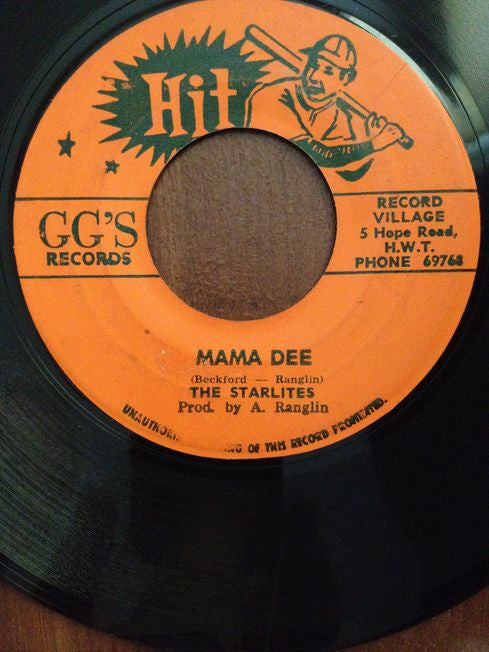 Hit
GG'S
RECORDS
RECORD
VILLAGE
5 Hope Road,
H.W.T.
PHONE 69768
MAMA DEE
(Beckford — Ranglin)
THE STARLITES
Prod. by A. Ranglin
OF THIS RECORD PROHIBITED.